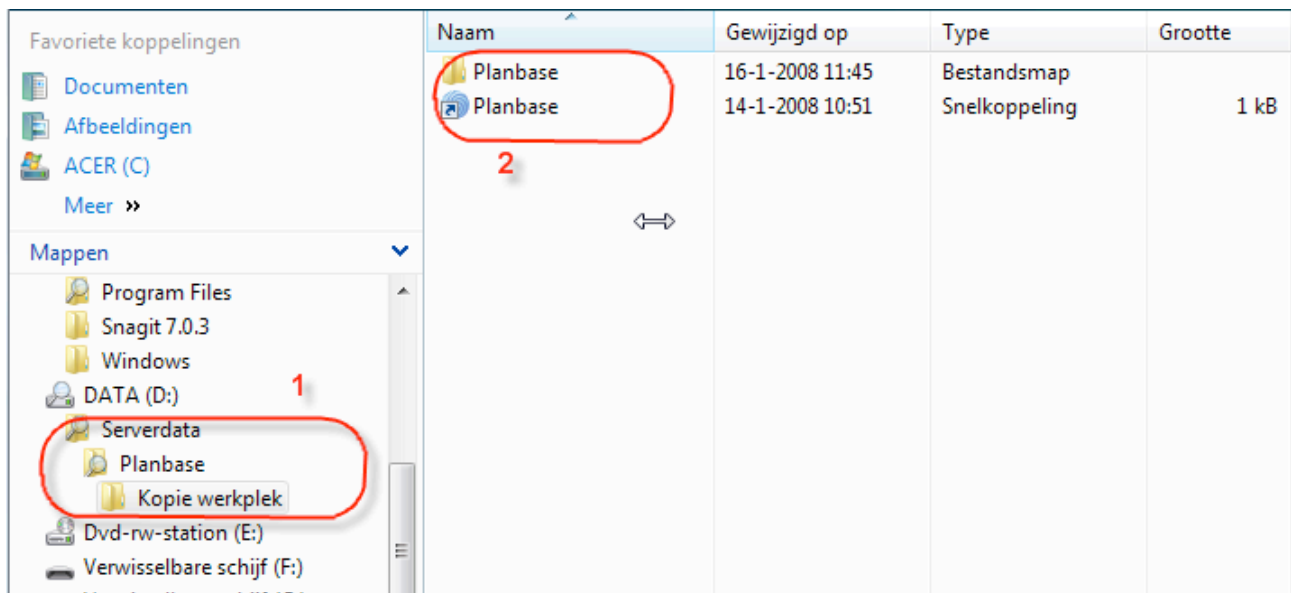 Favoriete koppelingen
Documenten
Afbeeldingen
ACER (C)
Meer »
Mappen
Program Files
Snagit 7.0.3
Windows
DATA (D:)
1
Serverdata
Planbase
Kopie werkplek
Dvd-rw-station (E:)
Verwisselbare schijf (F:)
Naam Gewijzigd op Type Grootte
Planbase 16-1-2008 11:45 Bestandsmap
Planbase 14-1-2008 10:51 Snelkoppeling 1 kB
2